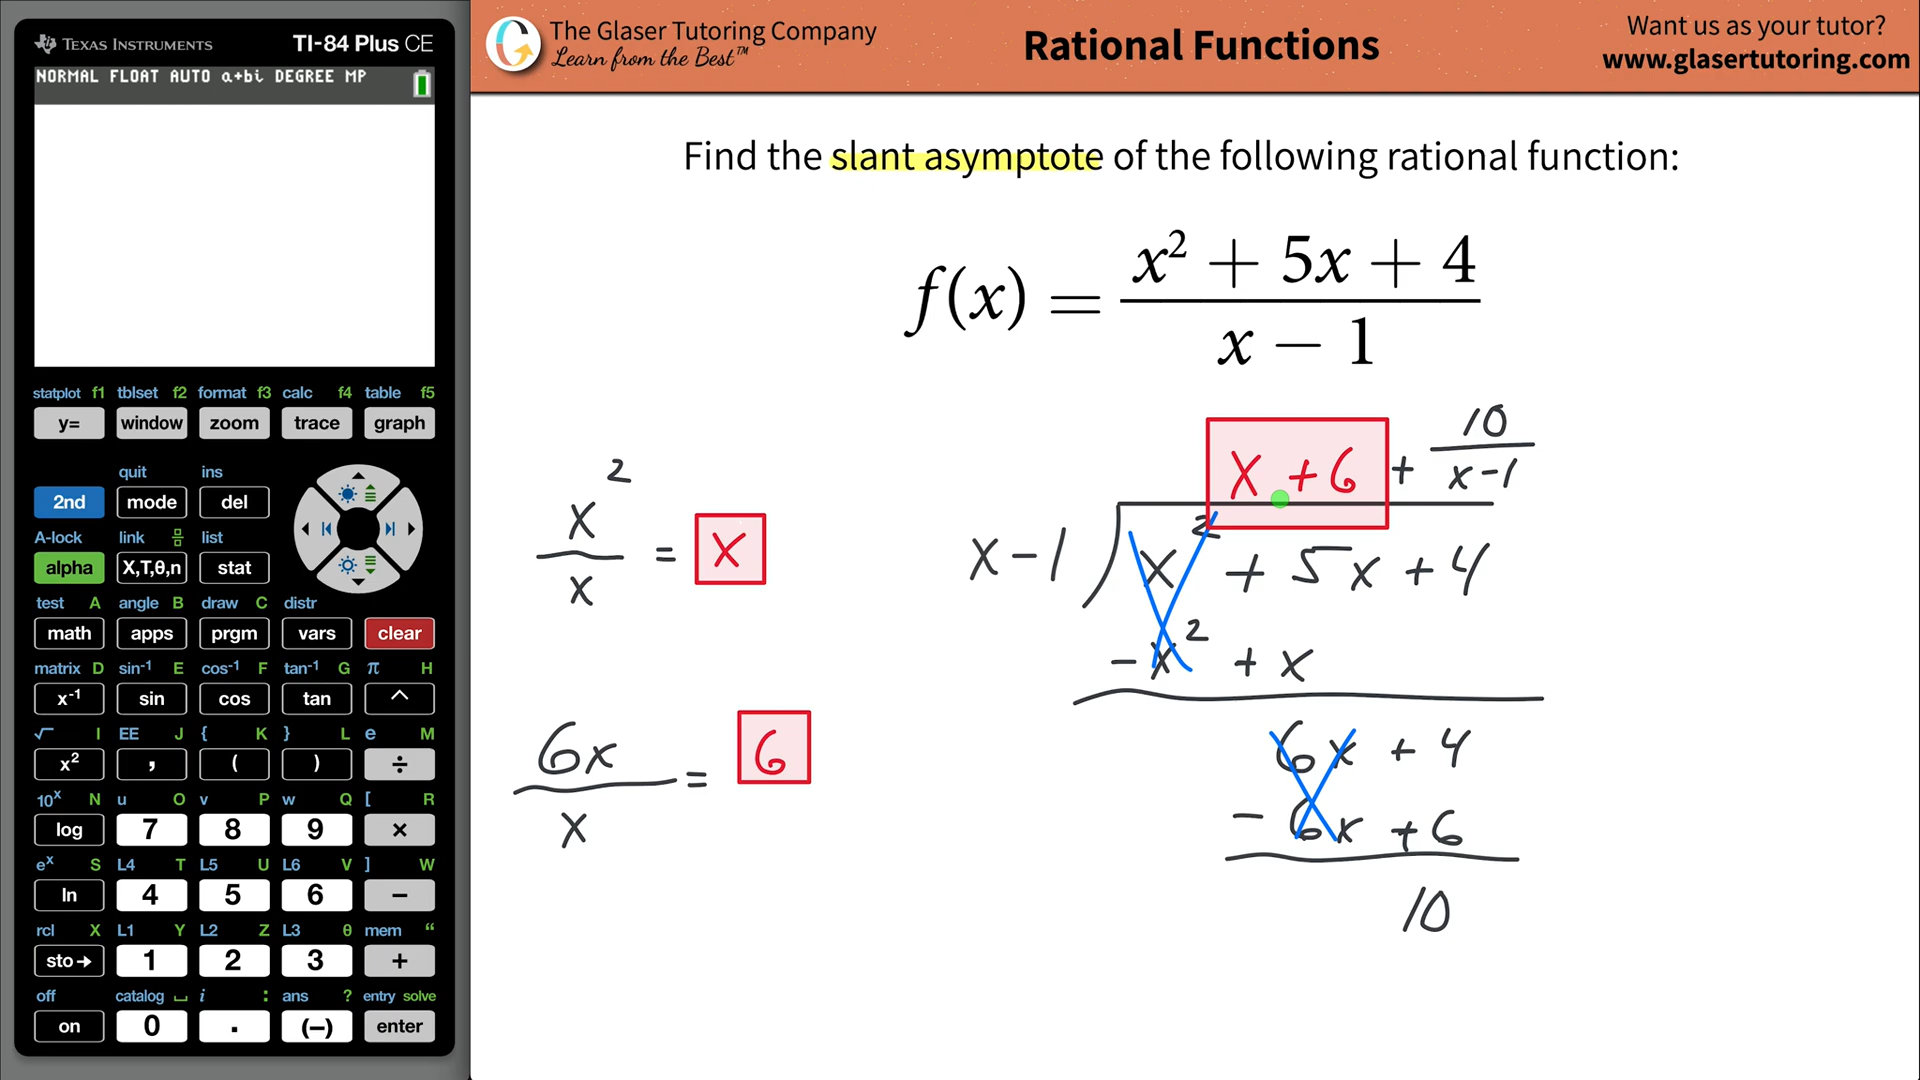 TEXAS INSTRUMENTS TI-84 Plus CE
NORMAL FLOAT AUTO a+bi DEGREE MP
statplot f1 tblset f2 format f3 calc f4 table f5
y= window zoom trace graph
quit ins
2nd mode del
A-lock link list
alpha X,T,θ,n stat
test A angle B draw C distr
math apps prgm vars clear
matrix D sin⁻¹ E cos⁻¹ F tan⁻¹ G π H
x⁻¹ sin cos tan ^
√ I EE J { K } L e M
x² , ( ) ÷
10ˣ N u O v P w Q [ R
log 7 8 9 ×
eˣ S L4 T L5 U L6 V ] W
ln 4 5 6 −
rcl X L1 Y L2 Z L3 θ mem “
sto→ 1 2 3 +
off catalog ␣ i : ans ? entry solve
on 0 . (−) enter
The Glaser Tutoring Company
Learn from the Best™
Rational Functions
Want us as your tutor?
www.glasertutoring.com
Find the slant asymptote of the following rational function:
f(x) = (x² + 5x + 4)/(x − 1)
x²/x = x
6x/x = 6
x + 6 + 10/(x−1)
x−1 x² + 5x + 4
−x² + x
6x + 4
−6x + 6
10